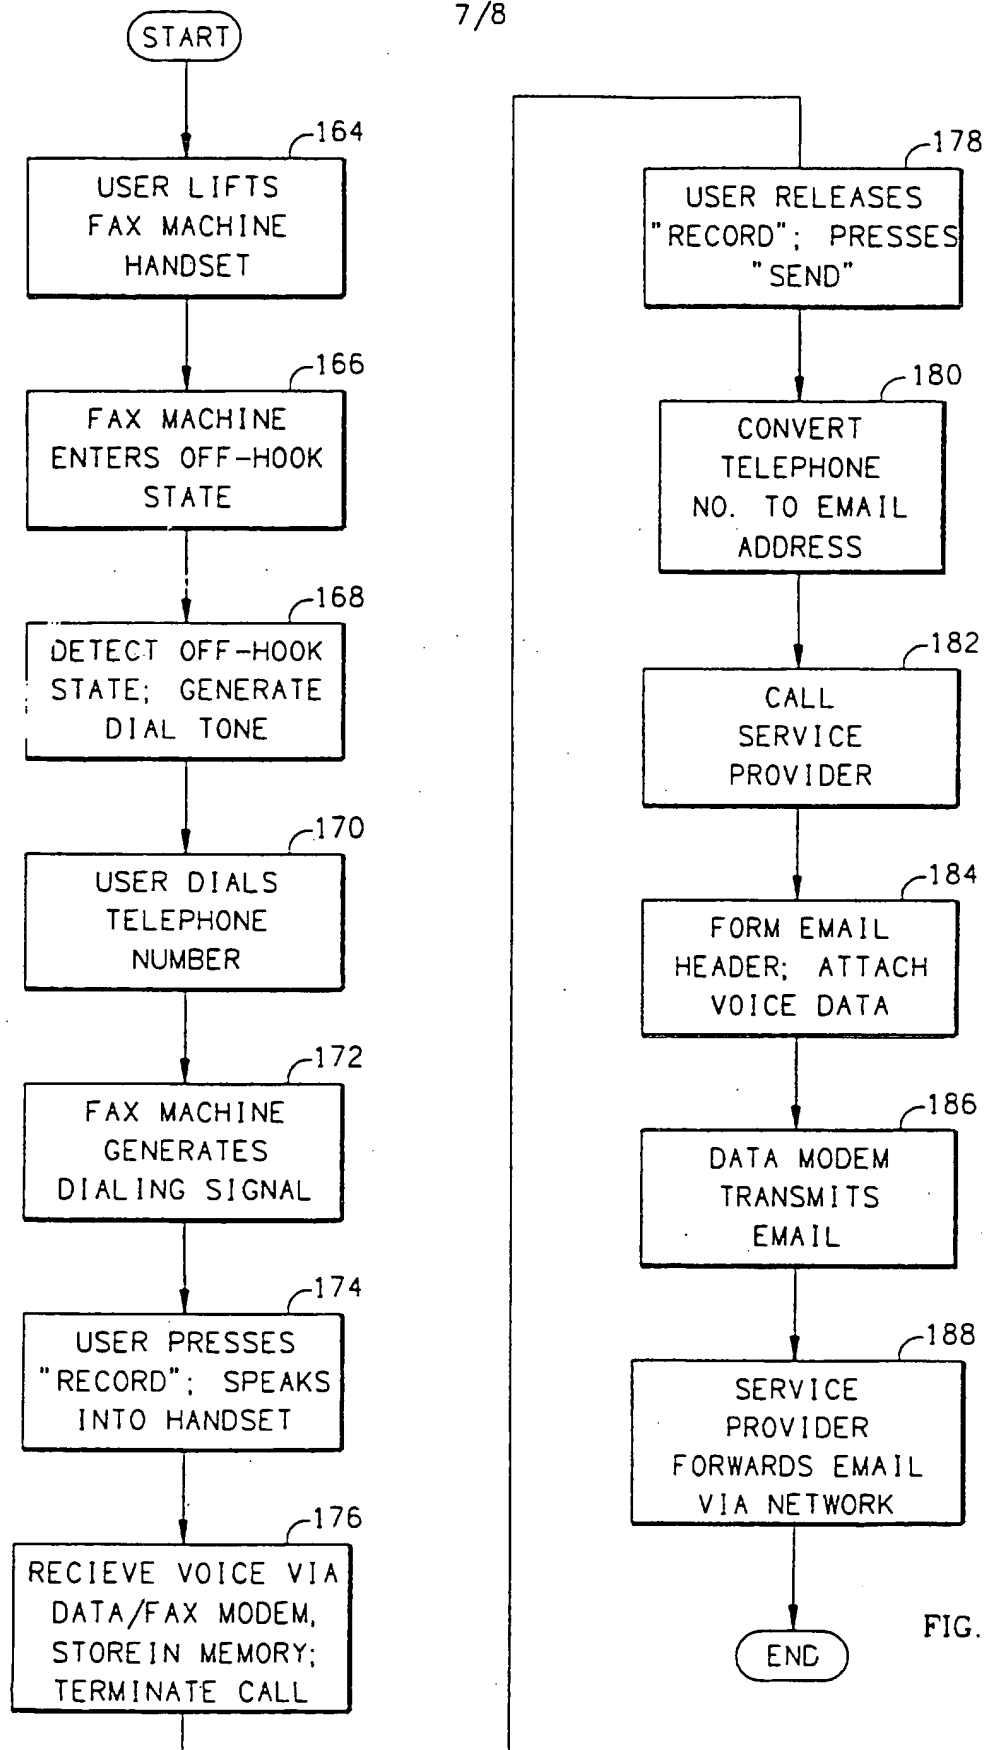 7/8
START
164
USER LIFTS
FAX MACHINE
HANDSET
166
FAX MACHINE
ENTERS OFF-HOOK
STATE
168
DETECT OFF-HOOK
STATE; GENERATE
DIAL TONE
170
USER DIALS
TELEPHONE
NUMBER
172
FAX MACHINE
GENERATES
DIALING SIGNAL
174
USER PRESSES
"RECORD"; SPEAKS
INTO HANDSET
176
RECIEVE VOICE VIA
DATA/FAX MODEM,
STOREIN MEMORY;
TERMINATE CALL
178
USER RELEASES
"RECORD"; PRESSES
"SEND"
180
CONVERT
TELEPHONE
NO. TO EMAIL
ADDRESS
182
CALL
SERVICE
PROVIDER
184
FORM EMAIL
HEADER; ATTACH
VOICE DATA
186
DATA MODEM
TRANSMITS
EMAIL
188
SERVICE
PROVIDER
FORWARDS EMAIL
VIA NETWORK
END
FIG.